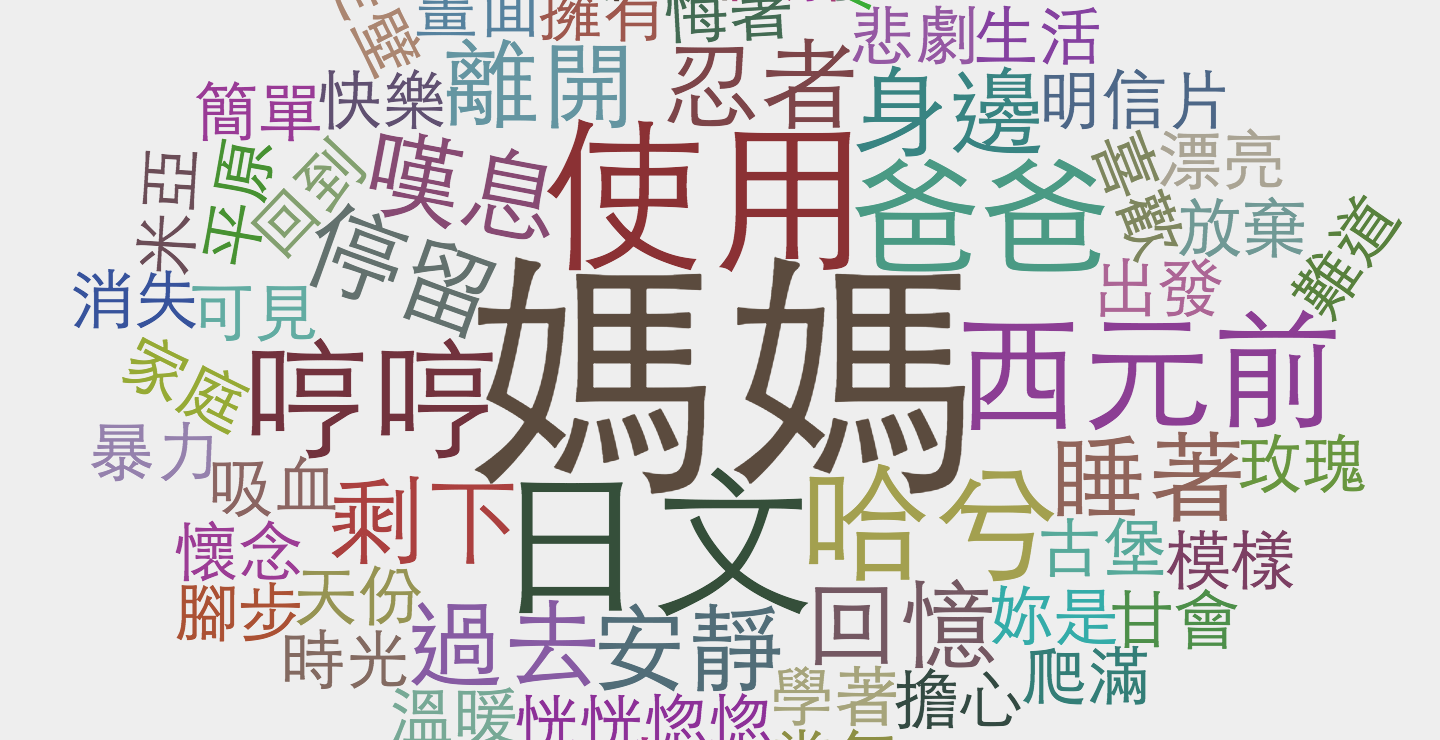 畫面
擁有
悔著
悲劇
生活
離開
忍者
身邊
明信片
簡單
快樂
嘆息
使用
爸爸
喜歡
漂亮
米亞
平原
回到
停留
放棄
難道
消失
可見
媽媽
出發
西元前
家庭
哼哼
暴力
吸血
剩下
日文
哈兮
睡著
玫瑰
懷念
古堡
模樣
腳步
天份
過去
安靜
回憶
妳是
甘會
時光
學著
擔心
爬滿
溫暖
恍恍惚惚